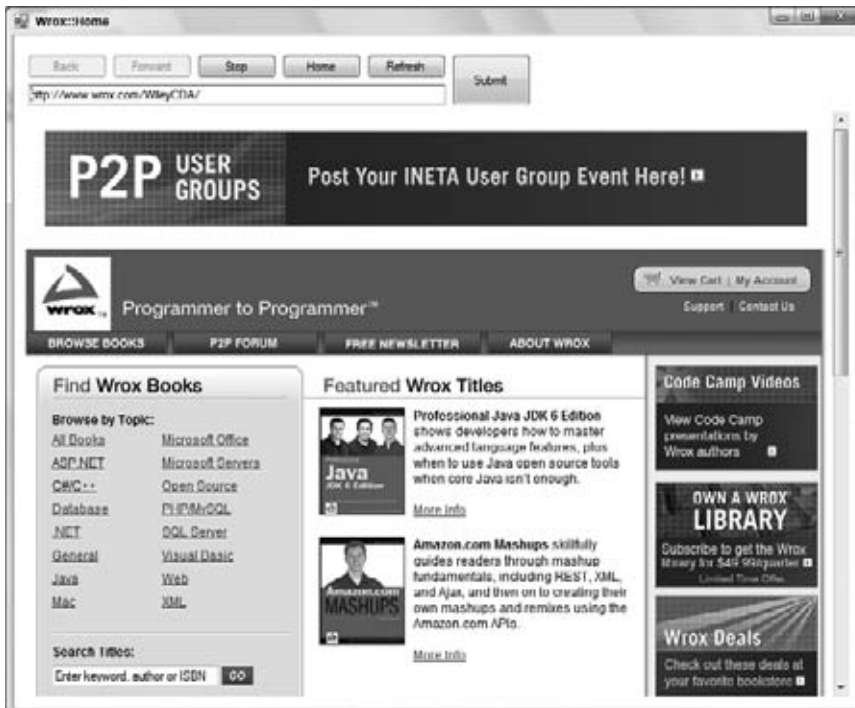 Wrox::Home
Back Forward Stop Home Refresh Submit
http://www.wrox.com/WileyCDA/
P2P USER GROUPS
Post Your INETA User Group Event Here!
wrox™
Programmer to Programmer™
View Cart | My Account
Support | Contact Us
BROWSE BOOKS P2P FORUM FREE NEWSLETTER ABOUT WROX
Find Wrox Books
Browse by Topic:
All Books Microsoft Office
ASP.NET Microsoft Servers
C#/C++ Open Source
Database PHP/MySQL
.NET SQL Server
General Visual Basic
Java Web
Mac XML
Search Titles:
Enter keyword, author or ISBN GO
Featured Wrox Titles
Java
JDK 6 Edition
Professional Java JDK 6 Edition
shows developers how to master
advanced language features, plus
when to use Java open source tools
when core Java isn't enough.
More Info
Amazon.com
MASHUPS
Amazon.com Mashups skillfully
guides readers through mashup
fundamentals, including REST, XML,
and Ajax, and then on to creating their
own mashups and remixes using the
Amazon.com APIs.
More Info
Code Camp Videos
View Code Camp
presentations by
Wrox authors
OWN A WROX
LIBRARY
Subscribe to get the Wrox
library for $49.99/quarter
Limited Time Offer.
Wrox Deals
Check out these deals at
your favorite bookstore